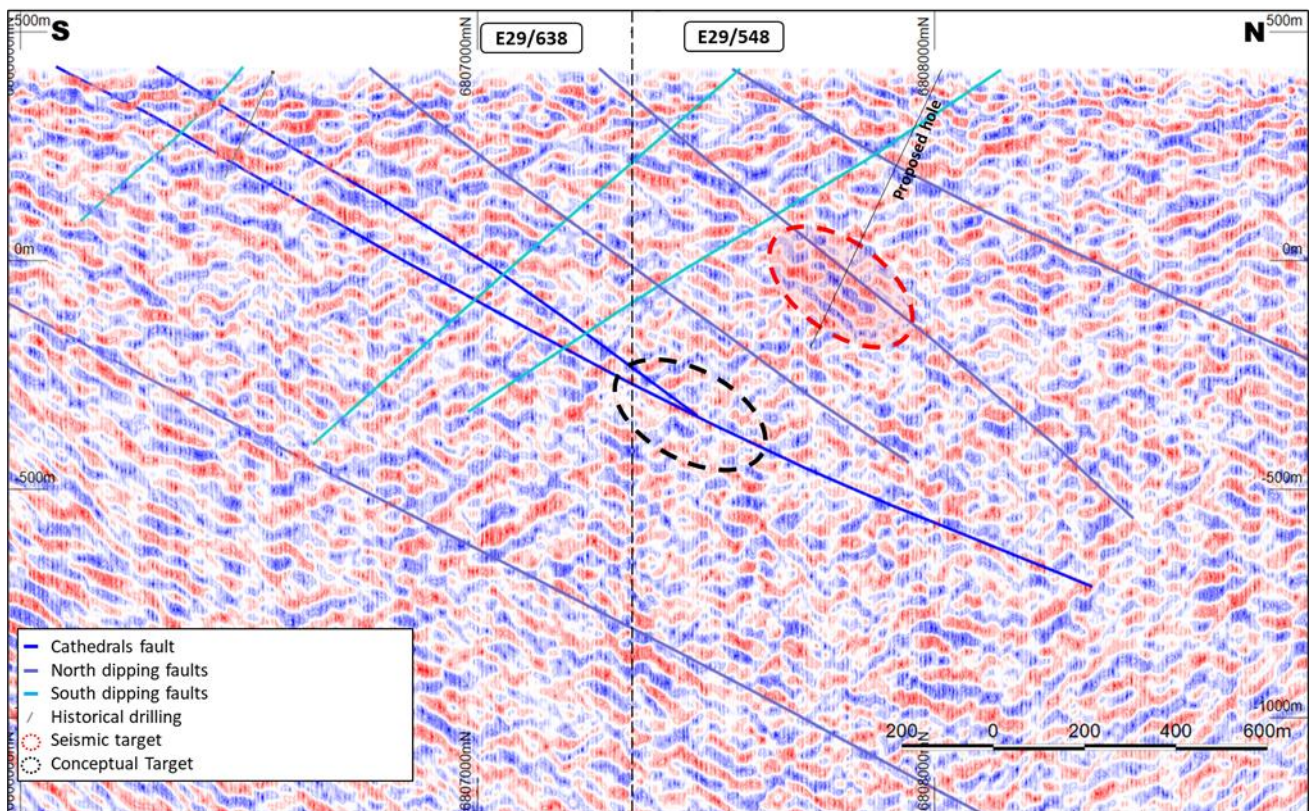 500m
S
6807000mN
E29/638
E29/548
6808000mN
N
500m
Proposed hole
0m
0m
-500m
-500m
Cathedrals fault
North dipping faults
South dipping faults
Historical drilling
Seismic target
Conceptual Target
6807000mN
6808000mN
-1000m
200 0 200 400 600m